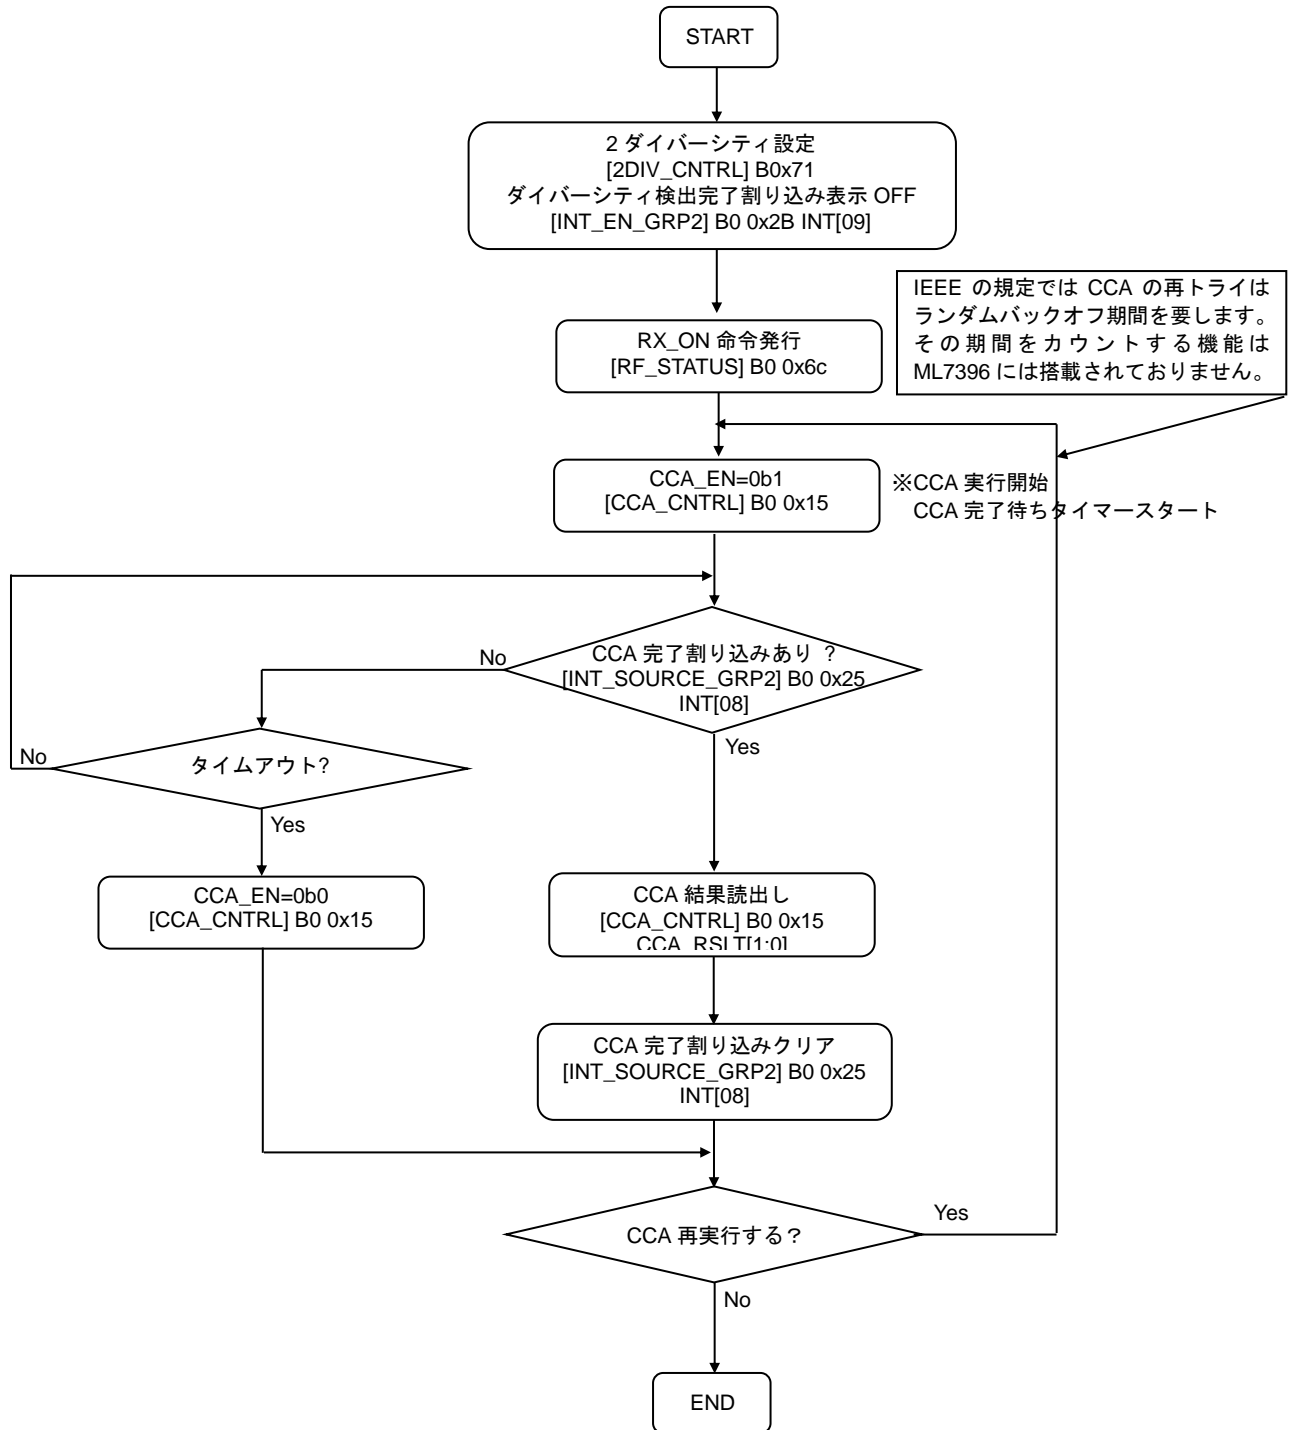 START
2 ダイバーシティ設定
[2DIV_CNTRL] B0x71
ダイバーシティ検出完了割り込み表示 OFF
[INT_EN_GRP2] B0 0x2B INT[09]
IEEE の規定では CCA の再トライは
ランダムバックオフ期間を要します。
その期間をカウントする機能は
ML7396 には搭載されておりません。
RX_ON 命令発行
[RF_STATUS] B0 0x6c
CCA_EN=0b1
[CCA_CNTRL] B0 0x15
※CCA 実行開始
CCA 完了待ちタイマースタート
No
CCA 完了割り込みあり ?
[INT_SOURCE_GRP2] B0 0x25
INT[08]
Yes
No
タイムアウト?
Yes
CCA_EN=0b0
[CCA_CNTRL] B0 0x15
CCA 結果読出し
[CCA_CNTRL] B0 0x15
CCA_RSLT[1:0]
CCA 完了割り込みクリア
[INT_SOURCE_GRP2] B0 0x25
INT[08]
CCA 再実行する?
Yes
No
END